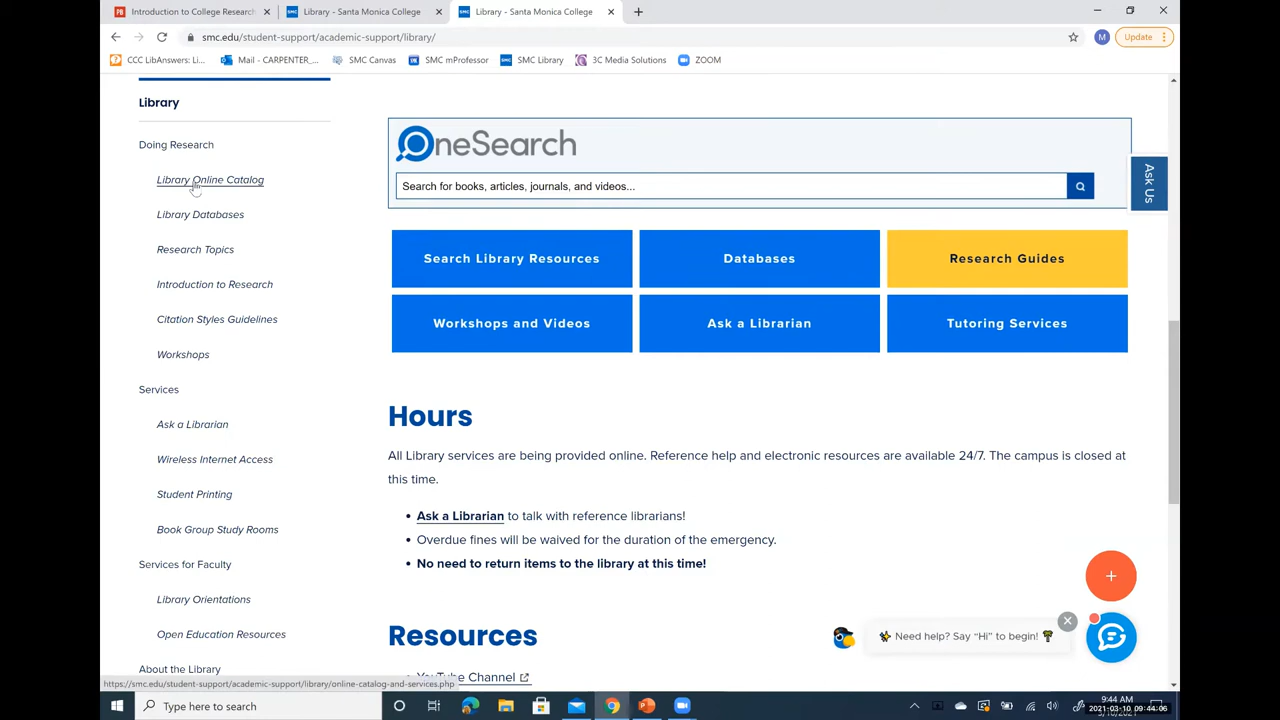 Introduction to College Research
Library - Santa Monica College
Library - Santa Monica College
smc.edu/student-support/academic-support/library/
M
Update
CCC LibAnswers: Li...
Mail - CARPENTER_...
SMC Canvas
SMC mProfessor
SMC Library
3C Media Solutions
ZOOM
Library
Doing Research
Library Online Catalog
Library Databases
Research Topics
Introduction to Research
Citation Styles Guidelines
Workshops
Services
Ask a Librarian
Wireless Internet Access
Student Printing
Book Group Study Rooms
Services for Faculty
Library Orientations
Open Education Resources
About the Library
OneSearch
Search for books, articles, journals, and videos...
Ask Us
Search Library Resources
Databases
Research Guides
Workshops and Videos
Ask a Librarian
Tutoring Services
Hours
All Library services are being provided online. Reference help and electronic resources are available 24/7. The campus is closed at
this time.
Ask a Librarian to talk with reference librarians!
Overdue fines will be waived for the duration of the emergency.
No need to return items to the library at this time!
Resources
YouTube Channel
Need help? Say “Hi” to begin!
https://smc.edu/student-support/academic-support/library/online-catalog-and-services.php
Type here to search
9:44 AM
2021-03-10 09:44:06